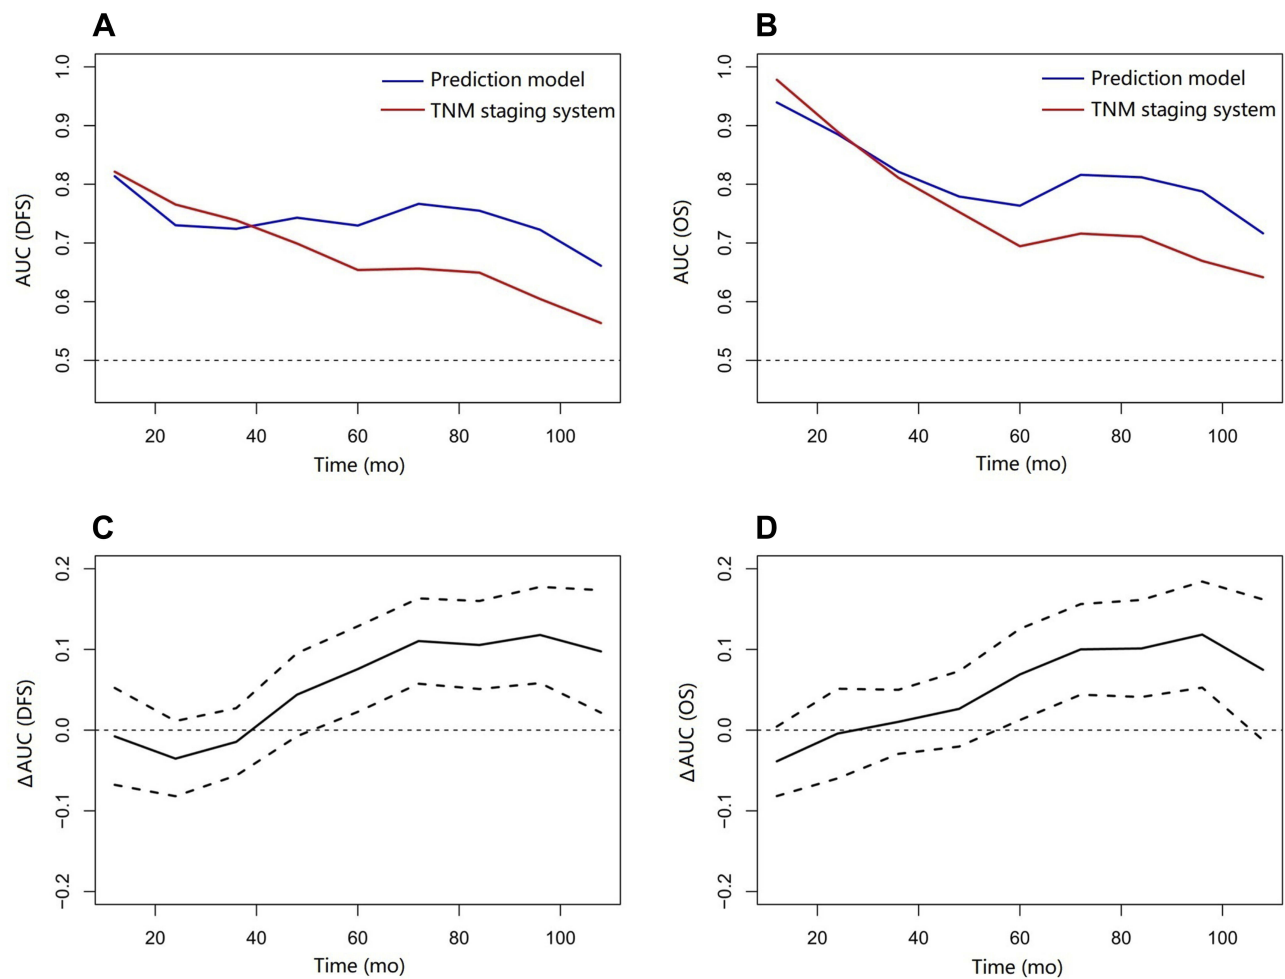 A
Prediction model
TNM staging system
AUC (DFS)
1.0
0.9
0.8
0.7
0.6
0.5
20 40 60 80 100
Time (mo)
B
Prediction model
TNM staging system
AUC (OS)
1.0
0.9
0.8
0.7
0.6
0.5
20 40 60 80 100
Time (mo)
C
ΔAUC (DFS)
0.2
0.1
0.0
−0.1
−0.2
20 40 60 80 100
Time (mo)
D
ΔAUC (OS)
0.2
0.1
0.0
−0.1
−0.2
20 40 60 80 100
Time (mo)